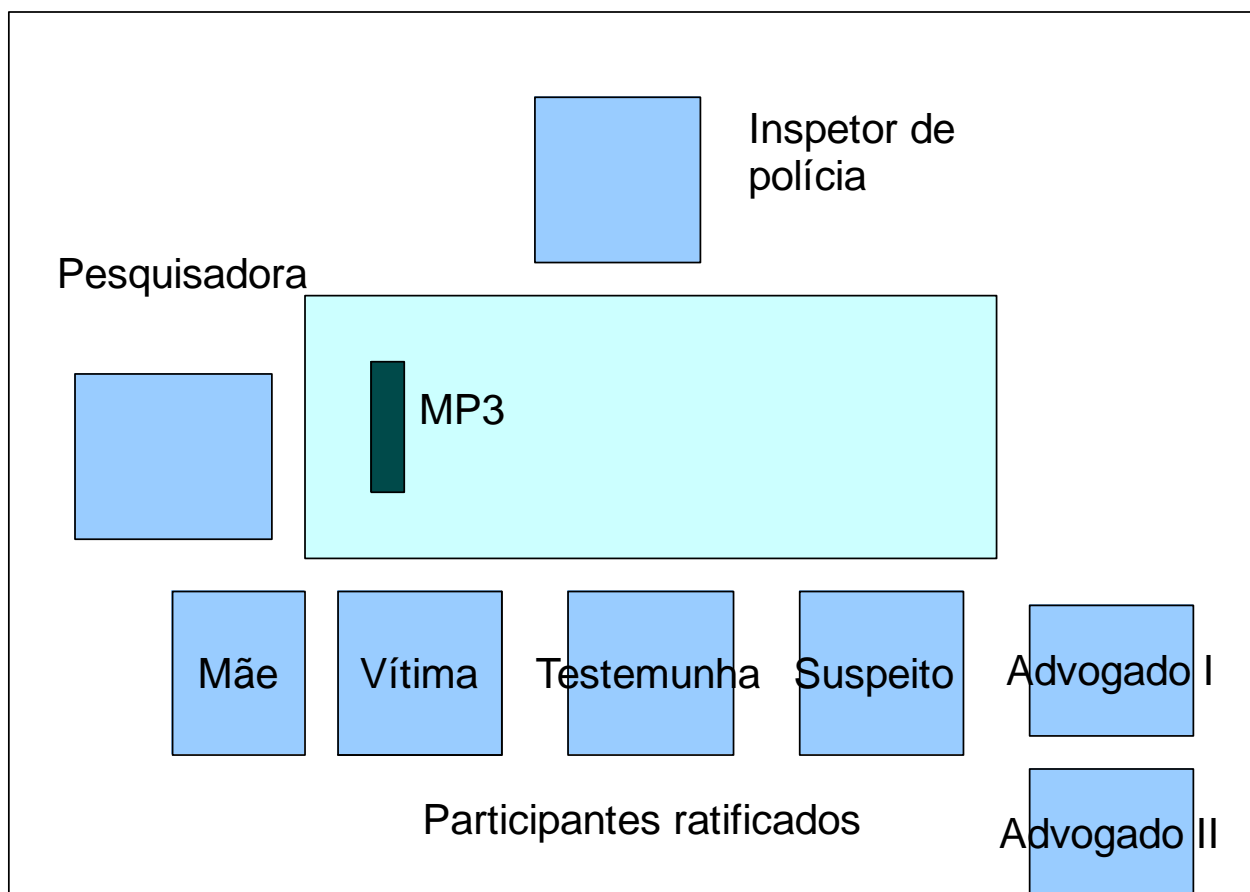 Inspetor de
polícia
Pesquisadora
MP3
Mãe
Vítima
Testemunha
Suspeito
Advogado I
Participantes ratificados
Advogado II